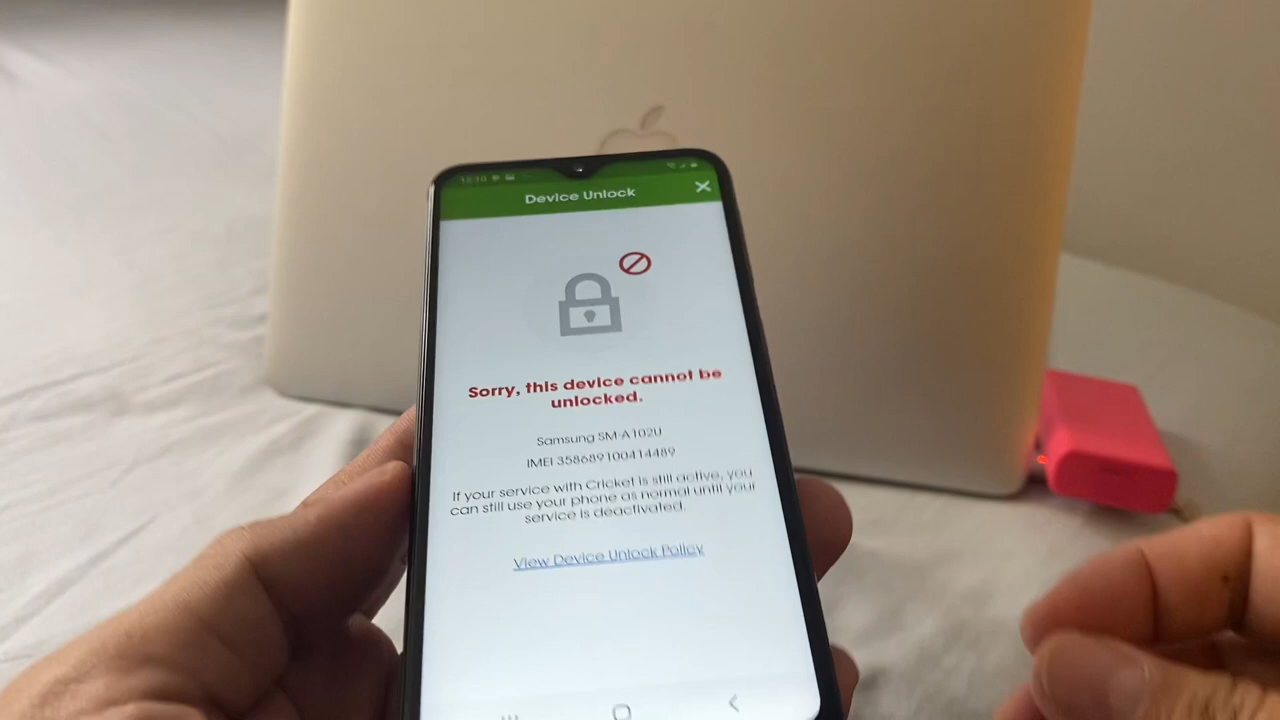 12:10
Device Unlock
Sorry, this device cannot be
unlocked.
Samsung SM-A102U
IMEI 358689100414489
If your service with Cricket is still active, you
can still use your phone as normal until your
service is deactivated.
View Device Unlock Policy